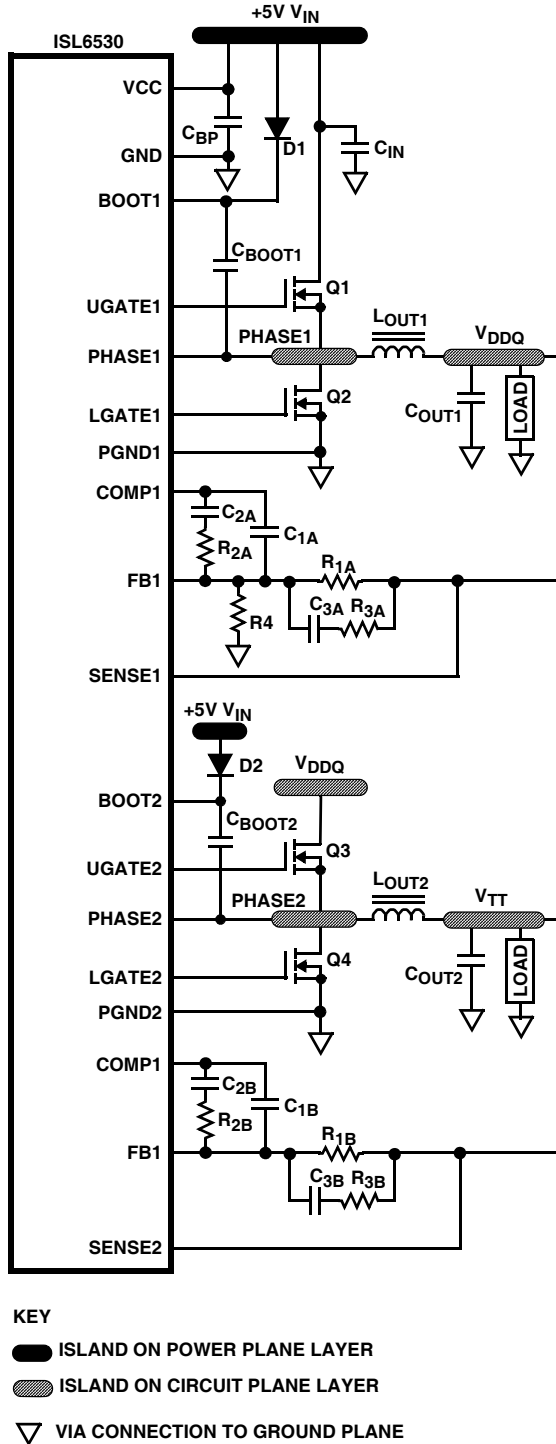 +5V VIN
ISL6530
VCC
CBP
D1
CIN
GND
BOOT1
CBOOT1
Q1
UGATE1
LOUT1
PHASE1
PHASE1
VDDQ
Q2
LGATE1
COUT1
LOAD
PGND1
COMP1
C2A
C1A
R2A
R1A
FB1
C3A
R3A
R4
SENSE1
+5V VIN
D2
VDDQ
BOOT2
CBOOT2
Q3
UGATE2
LOUT2
PHASE2
PHASE2
VTT
Q4
LGATE2
COUT2
LOAD
PGND2
COMP1
C2B
C1B
R2B
R1B
FB1
C3B
R3B
SENSE2
KEY
ISLAND ON POWER PLANE LAYER
ISLAND ON CIRCUIT PLANE LAYER
VIA CONNECTION TO GROUND PLANE